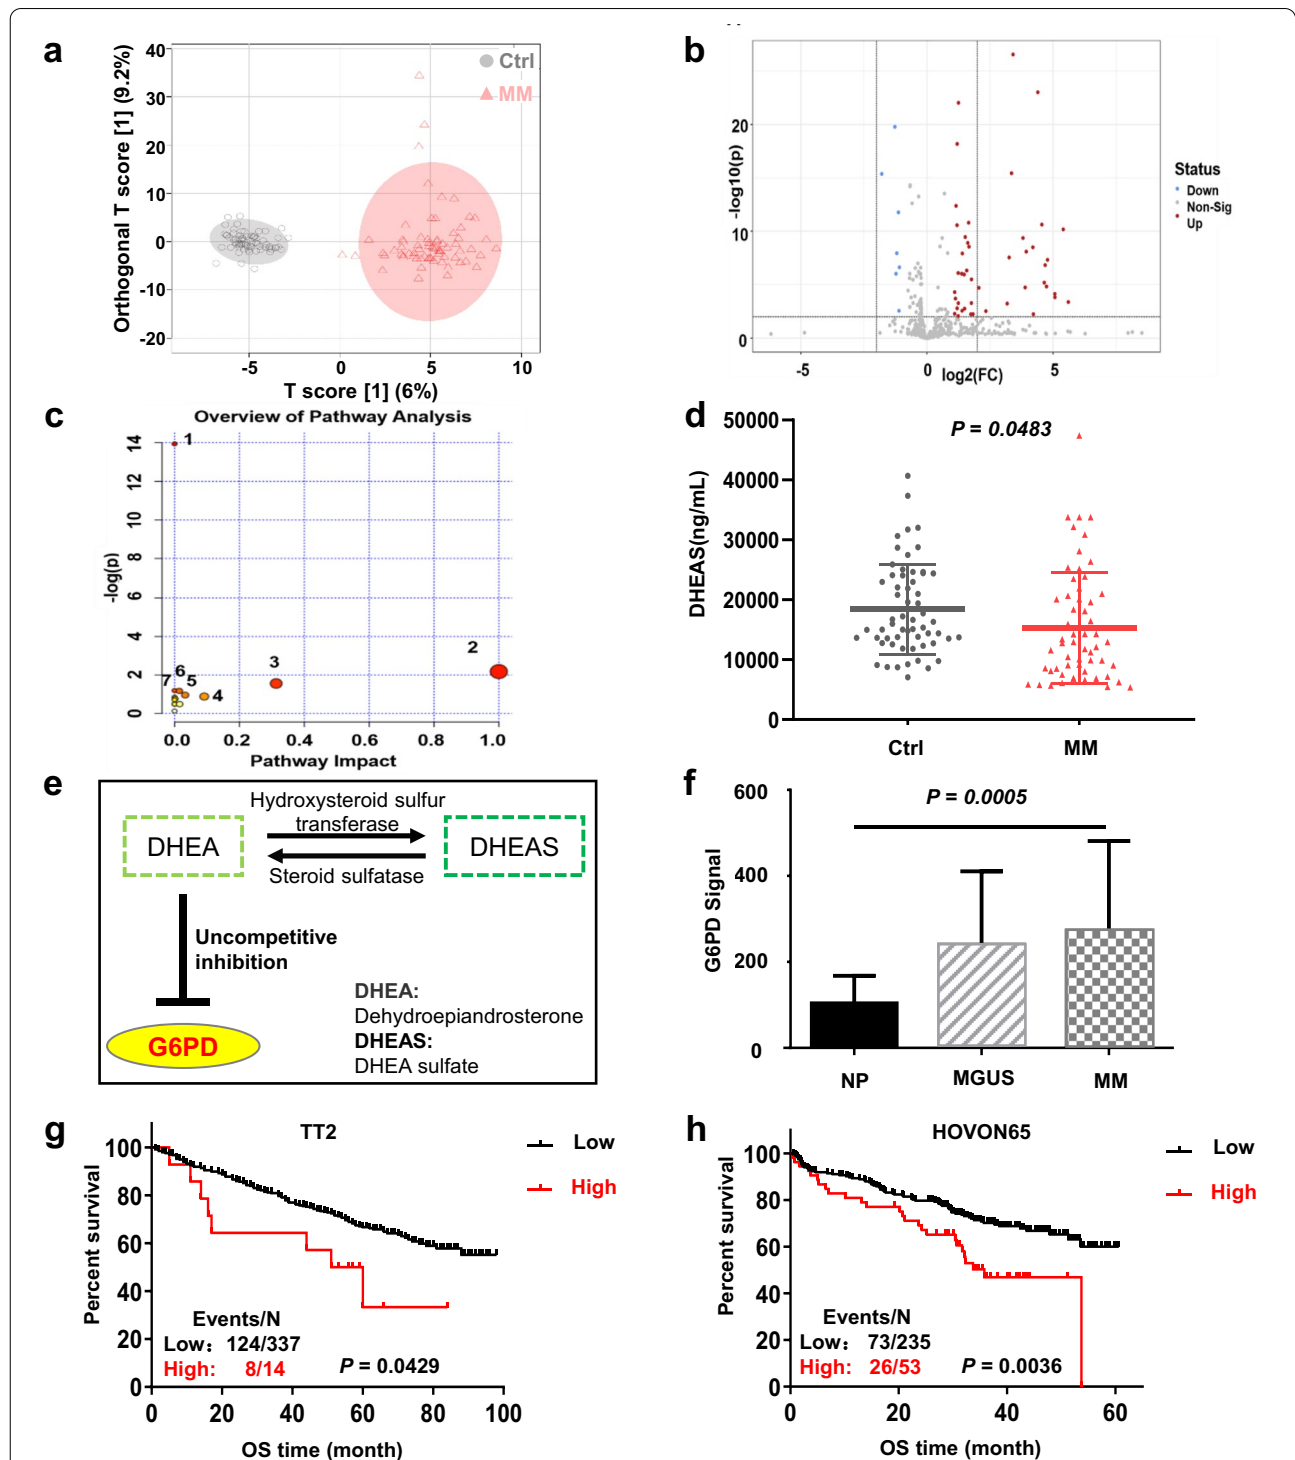 a
Orthogonal T score [1] (9.2%)
40
30
20
10
0
-10
-20
Ctrl
MM
-5
0
5
10
T score [1] (6%)
b
-log10(p)
20
10
0
-5
0
5
log2(FC)
Status
Down
Non-Sig
Up
c
Overview of Pathway Analysis
-log(p)
14
12
10
8
6
4
2
0
1
2
3
4
5
6
7
0.0
0.2
0.4
0.6
0.8
1.0
Pathway Impact
d
P = 0.0483
DHEAS(ng/mL)
50000
40000
30000
20000
10000
0
Ctrl
MM
e
Hydroxysteroid sulfur
transferase
DHEA
DHEAS
Steroid sulfatase
Uncompetitive
inhibition
G6PD
DHEA:
Dehydroepiandrosterone
DHEAS:
DHEA sulfate
f
P = 0.0005
G6PD Signal
600
400
200
0
NP
MGUS
MM
g
TT2
Low
High
Percent survival
100
80
60
40
20
0
Events/N
Low: 124/337
High: 8/14
P = 0.0429
0
20
40
60
80
100
OS time (month)
h
HOVON65
Low
High
Percent survival
100
80
60
40
20
0
Events/N
Low: 73/235
High: 26/53
P = 0.0036
0
20
40
60
OS time (month)